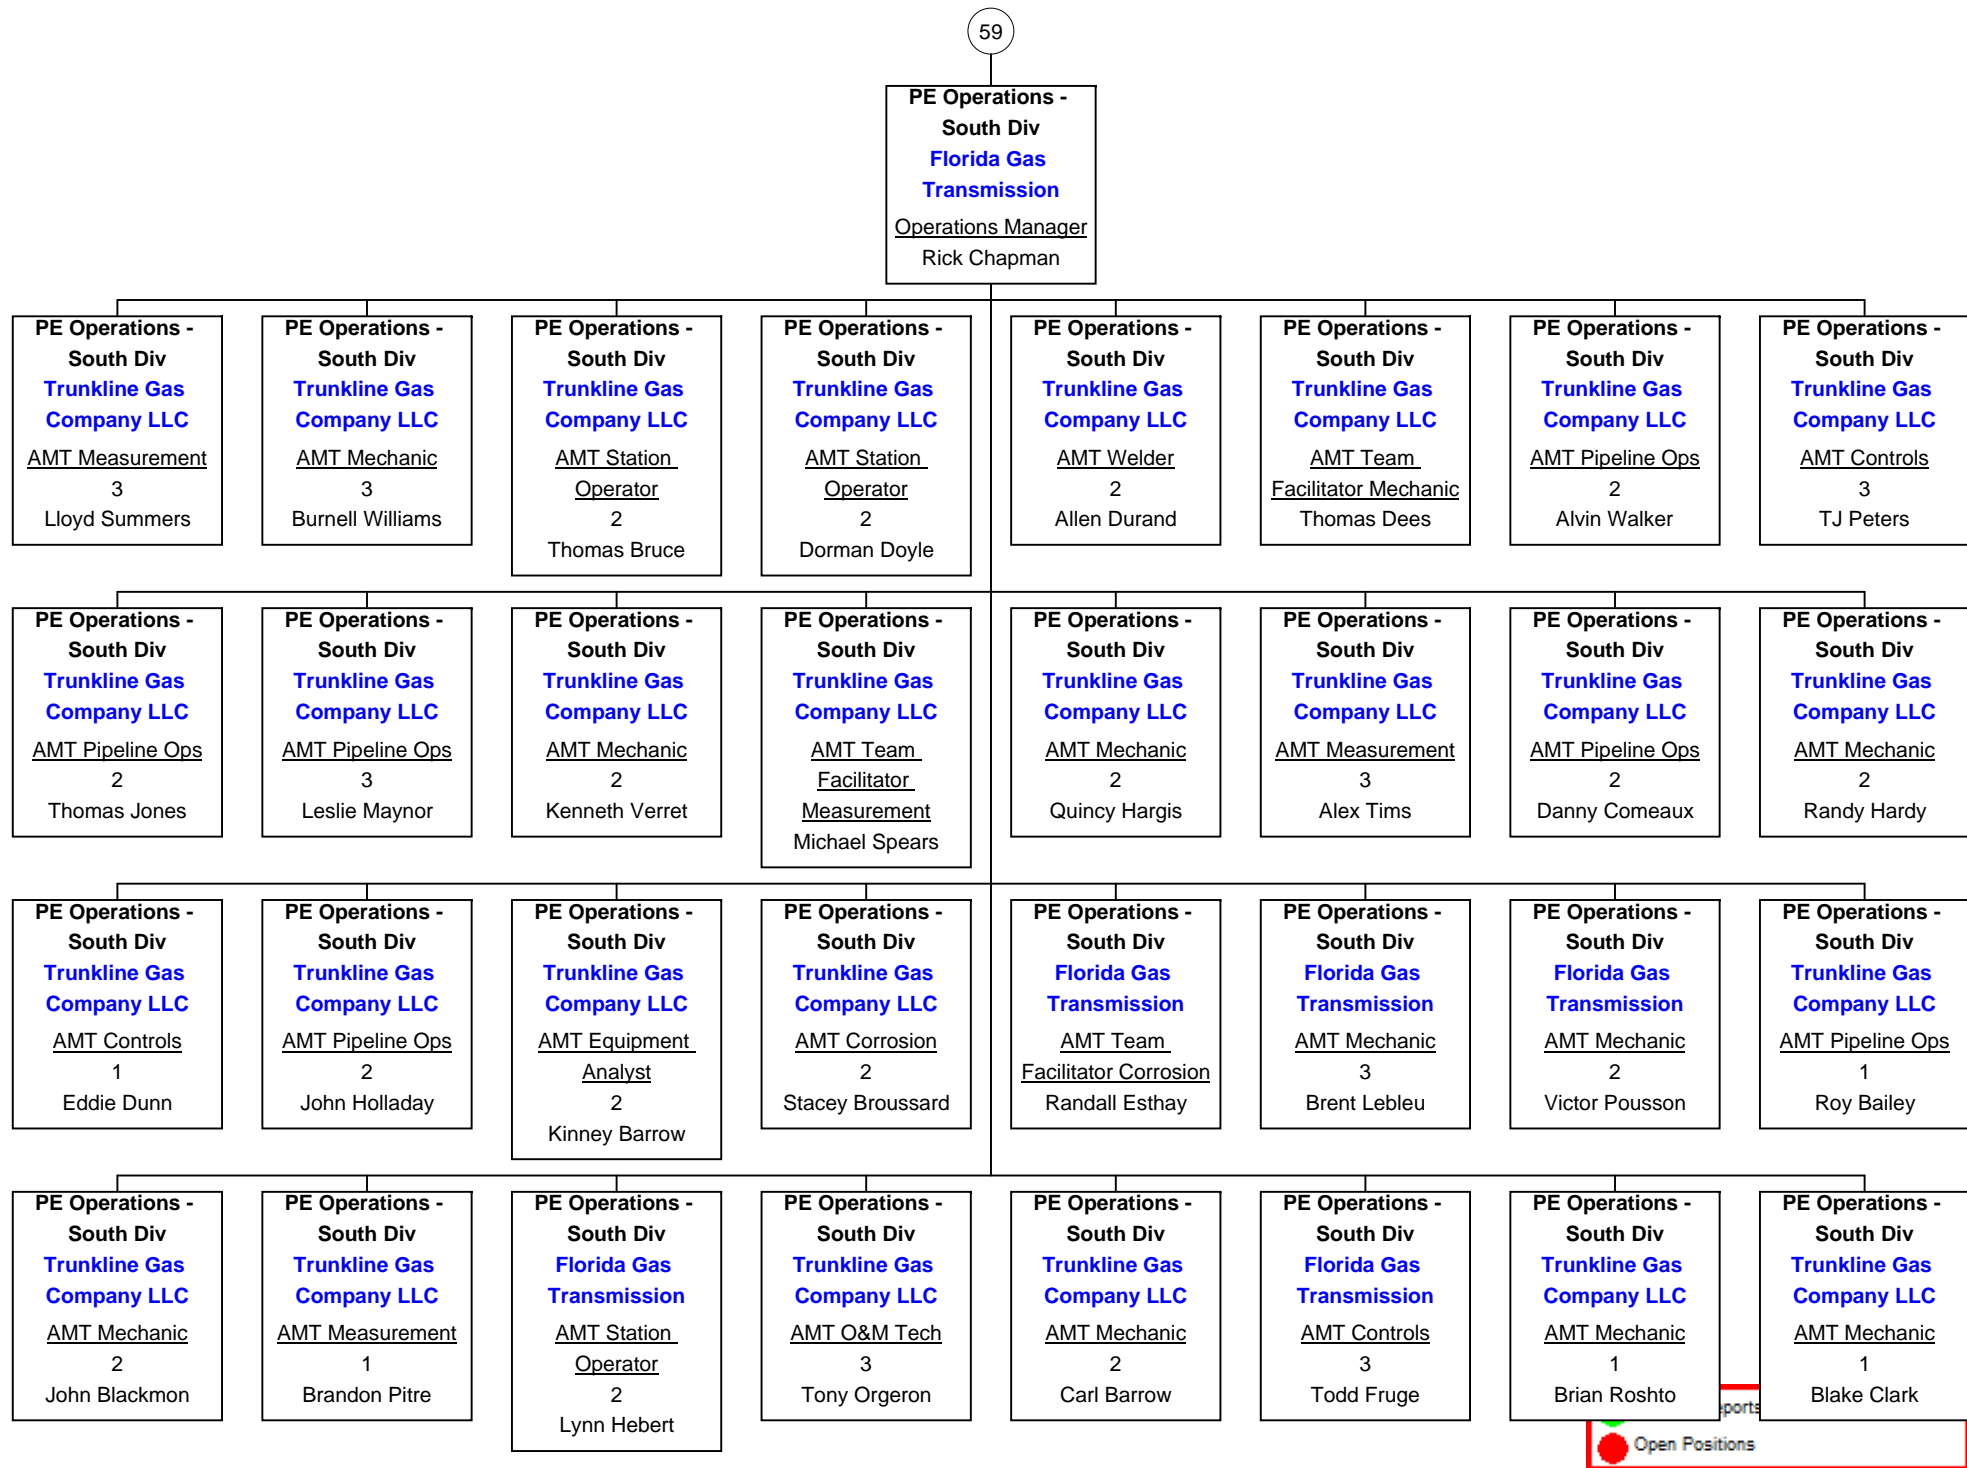 59
PE Operations -
South Div
Florida Gas
Transmission
Operations Manager
Rick Chapman
PE Operations -
South Div
Trunkline Gas
Company LLC
AMT Measurement
3
Lloyd Summers
PE Operations -
South Div
Trunkline Gas
Company LLC
AMT Mechanic
3
Burnell Williams
PE Operations -
South Div
Trunkline Gas
Company LLC
AMT Station
Operator
2
Thomas Bruce
PE Operations -
South Div
Trunkline Gas
Company LLC
AMT Station
Operator
2
Dorman Doyle
PE Operations -
South Div
Trunkline Gas
Company LLC
AMT Welder
2
Allen Durand
PE Operations -
South Div
Trunkline Gas
Company LLC
AMT Team
Facilitator Mechanic
Thomas Dees
PE Operations -
South Div
Trunkline Gas
Company LLC
AMT Pipeline Ops
2
Alvin Walker
PE Operations -
South Div
Trunkline Gas
Company LLC
AMT Controls
3
TJ Peters
PE Operations -
South Div
Trunkline Gas
Company LLC
AMT Pipeline Ops
2
Thomas Jones
PE Operations -
South Div
Trunkline Gas
Company LLC
AMT Pipeline Ops
3
Leslie Maynor
PE Operations -
South Div
Trunkline Gas
Company LLC
AMT Mechanic
2
Kenneth Verret
PE Operations -
South Div
Trunkline Gas
Company LLC
AMT Team
Facilitator
Measurement
Michael Spears
PE Operations -
South Div
Trunkline Gas
Company LLC
AMT Mechanic
2
Quincy Hargis
PE Operations -
South Div
Trunkline Gas
Company LLC
AMT Measurement
3
Alex Tims
PE Operations -
South Div
Trunkline Gas
Company LLC
AMT Pipeline Ops
2
Danny Comeaux
PE Operations -
South Div
Trunkline Gas
Company LLC
AMT Mechanic
2
Randy Hardy
PE Operations -
South Div
Trunkline Gas
Company LLC
AMT Controls
1
Eddie Dunn
PE Operations -
South Div
Trunkline Gas
Company LLC
AMT Pipeline Ops
2
John Holladay
PE Operations -
South Div
Trunkline Gas
Company LLC
AMT Equipment
Analyst
2
Kinney Barrow
PE Operations -
South Div
Trunkline Gas
Company LLC
AMT Corrosion
2
Stacey Broussard
PE Operations -
South Div
Florida Gas
Transmission
AMT Team
Facilitator Corrosion
Randall Esthay
PE Operations -
South Div
Florida Gas
Transmission
AMT Mechanic
3
Brent Lebleu
PE Operations -
South Div
Florida Gas
Transmission
AMT Mechanic
2
Victor Pousson
PE Operations -
South Div
Trunkline Gas
Company LLC
AMT Pipeline Ops
1
Roy Bailey
PE Operations -
South Div
Trunkline Gas
Company LLC
AMT Mechanic
2
John Blackmon
PE Operations -
South Div
Trunkline Gas
Company LLC
AMT Measurement
1
Brandon Pitre
PE Operations -
South Div
Florida Gas
Transmission
AMT Station
Operator
2
Lynn Hebert
PE Operations -
South Div
Trunkline Gas
Company LLC
AMT O&M Tech
3
Tony Orgeron
PE Operations -
South Div
Trunkline Gas
Company LLC
AMT Mechanic
2
Carl Barrow
PE Operations -
South Div
Florida Gas
Transmission
AMT Controls
3
Todd Fruge
PE Operations -
South Div
Trunkline Gas
Company LLC
AMT Mechanic
1
Brian Roshto
PE Operations -
South Div
Trunkline Gas
Company LLC
AMT Mechanic
1
Blake Clark
Open Positions